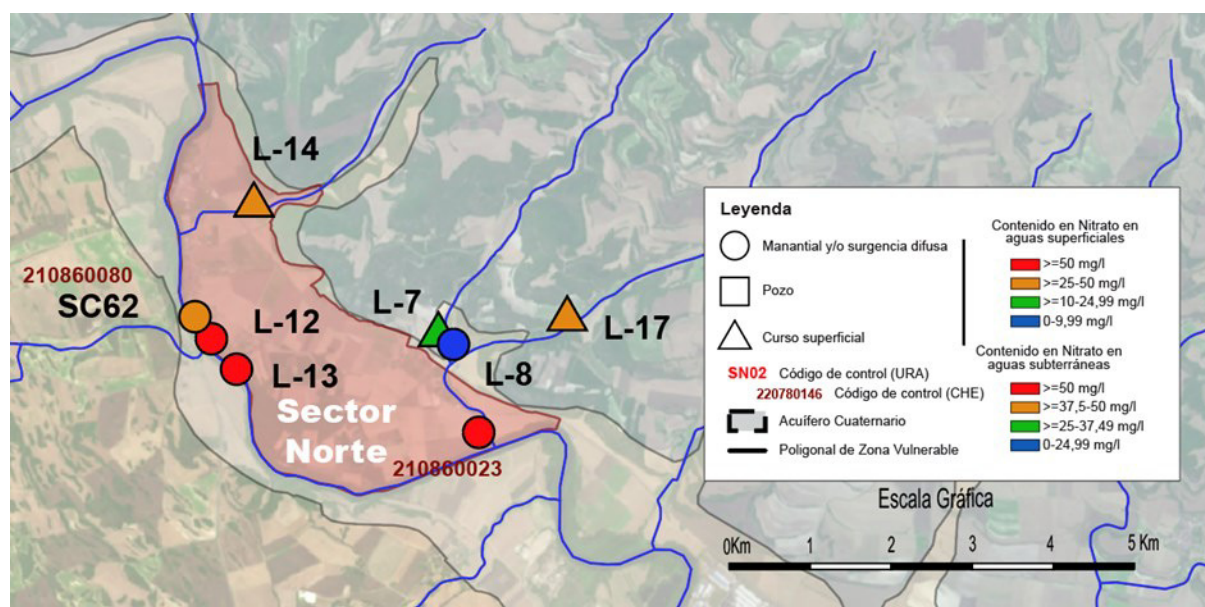 L-14
210860080
SC62
L-12
L-13
L-7
L-8
L-17
Sector
Norte
210860023
Leyenda
Manantial y/o surgencia difusa
Pozo
Curso superficial
SN02 Código de control (URA)
220780146 Código de control (CHE)
Acuífero Cuaternario
Poligonal de Zona Vulnerable
Contenido en Nitrato en
aguas superficiales
>=50 mg/l
>=25-50 mg/l
>=10-24,99 mg/l
0-9,99 mg/l
Contenido en Nitrato en
aguas subterráneas
>=50 mg/l
>=37,5-50 mg/l
>=25-37,49 mg/l
0-24,99 mg/l
Escala Gráfica
0Km 1 2 3 4 5 Km